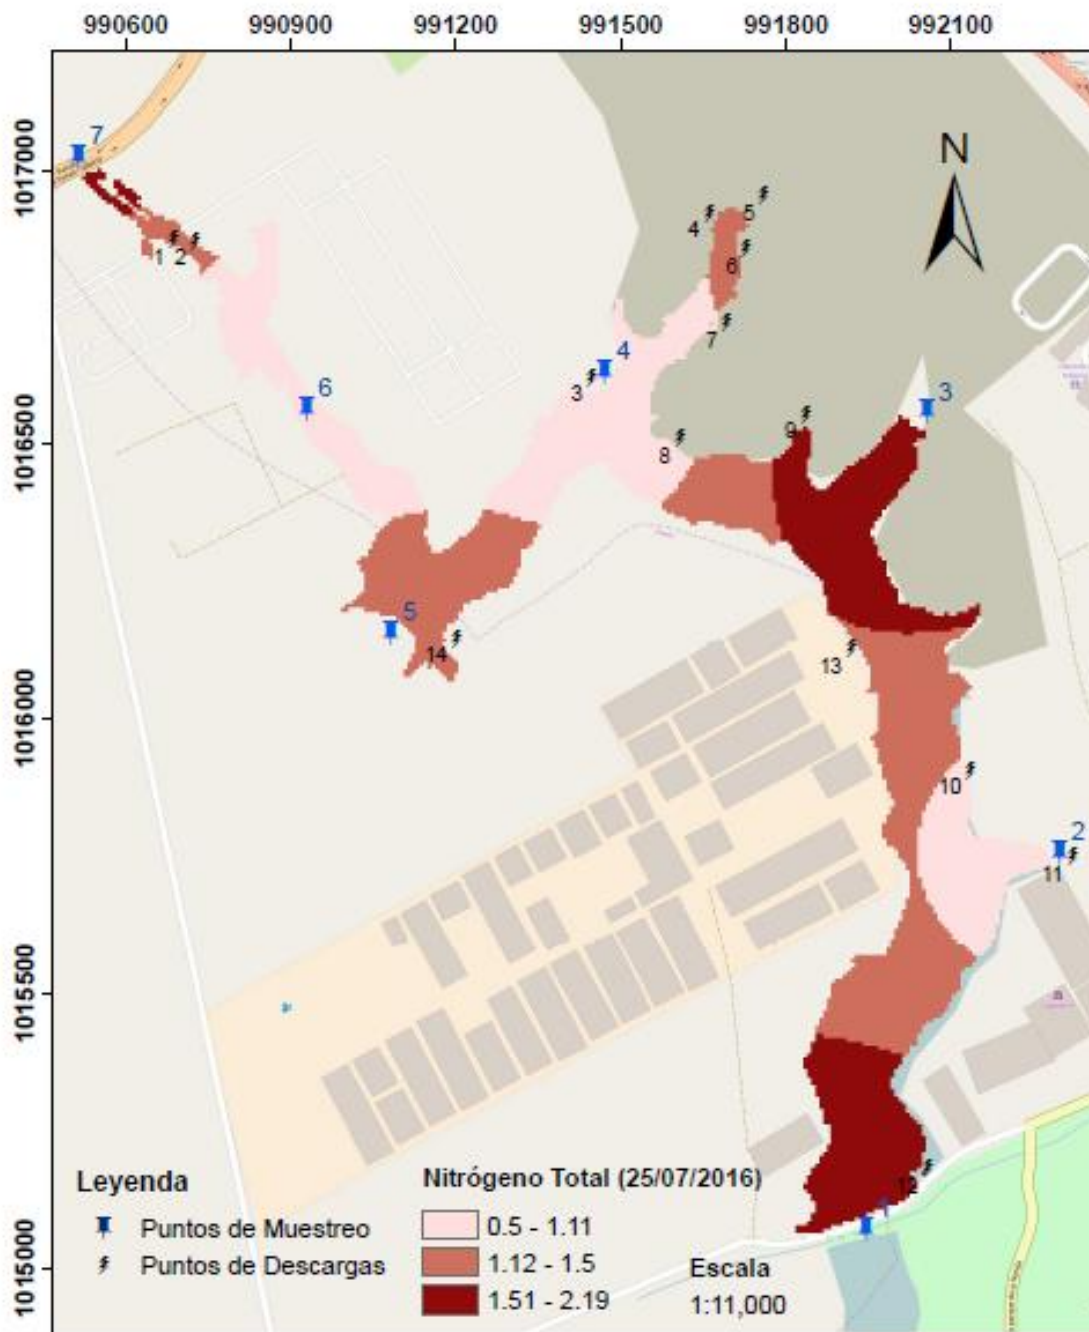 990600 990900 991200 991500 991800 992100
1017000
1016500
1016000
1015500
1015000
N
7
5
4
1 2
6
7
4
6
3
3
9
8
5
14
13
10
2
11
12
1
Leyenda
Puntos de Muestreo
Puntos de Descargas
Nitrógeno Total (25/07/2016)
0.5 - 1.11
1.12 - 1.5
1.51 - 2.19
Escala
1:11,000